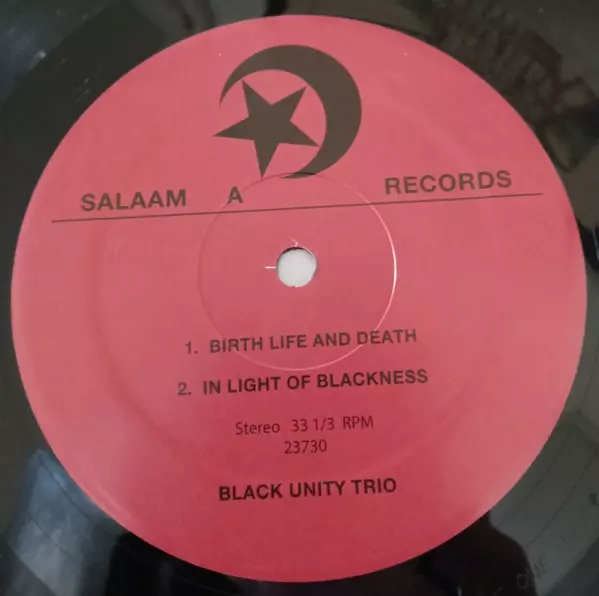 SALAAM A RECORDS
1. BIRTH LIFE AND DEATH
2. IN LIGHT OF BLACKNESS
Stereo 33 1/3 RPM
23730
BLACK UNITY TRIO